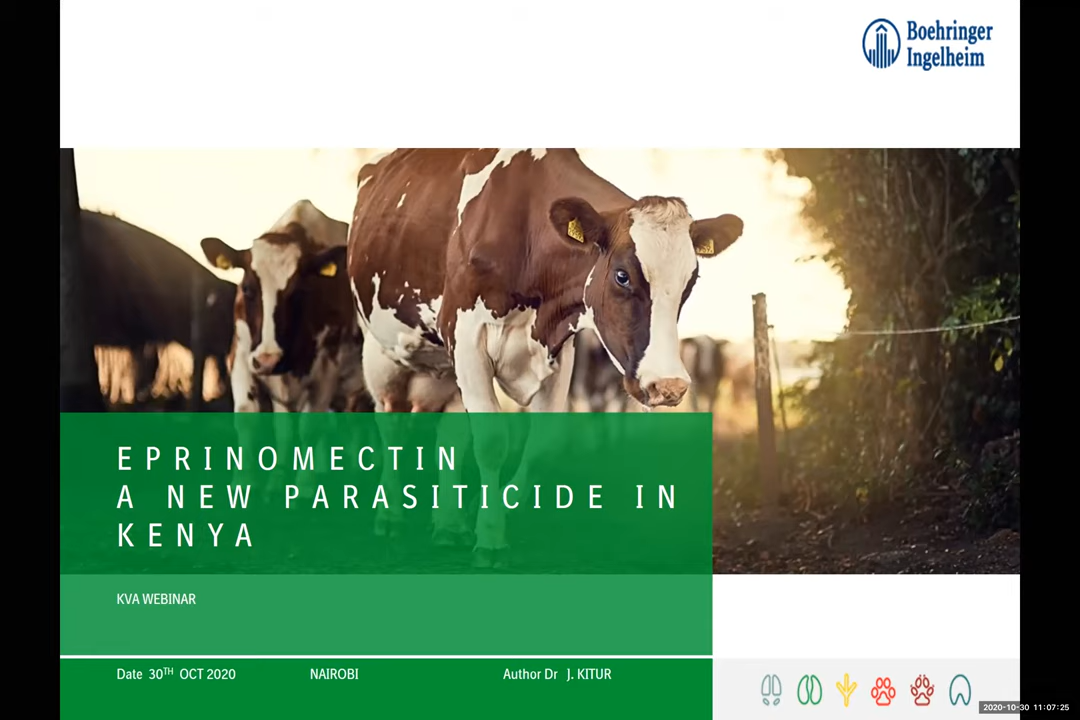 Boehringer
Ingelheim
EPRINOMECTIN
A NEW PARASITICIDE IN
KENYA
KVA WEBINAR
Date 30TH OCT 2020 NAIROBI Author Dr J. KITUR
2020-10-30 11:07:25